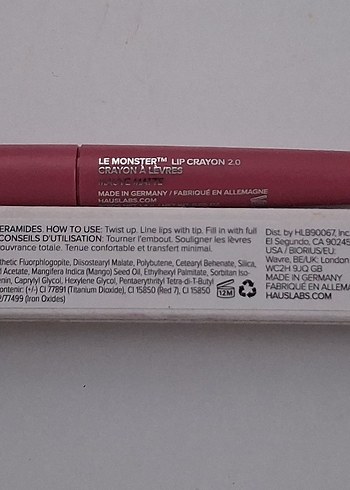 LE MONSTER™ LIP CRAYON 2.0
CRAYON À LÈVRES
MADE IN GERMANY / FABRIQUÉ EN ALLEMAGNE
HAUSLABS.COM
ERAMIDES. HOW TO USE: Twist up. Line lips with tip. Fill in with full
CONSEILS D'UTILISATION: Tourner l'embout. Souligner les lèvres
ouvrance totale. Tenue conforte et transfert minimal.
thetic Fluorphlogopite, Diisostearyl Malate, Polybutene, Cetearyl Behenate, Silica,
l Acetate, Mangifera Indica (Mango) Seed Oil, Ethylhexyl Palmitate, Sorbitan Iso-
enin, Caprylyl Glycol, Hexylene Glycol, Pentaerythrityl Tetra-di-T-Butyl
ontenir: (+/-) CI 77891 (Titanium Dioxide), CI 15850 (Red 7), CI 15850
/77499 (Iron Oxides)
12M
Dist. by HLB90067, Inc.
El Segundo, CA 90245
USA / BIORIUS/EU:
Wavre, BE/UK: London
WC2H 9JQ GB
MADE IN GERMANY /
FABRIQUÉ EN ALLEMA
HAUSLABS.COM